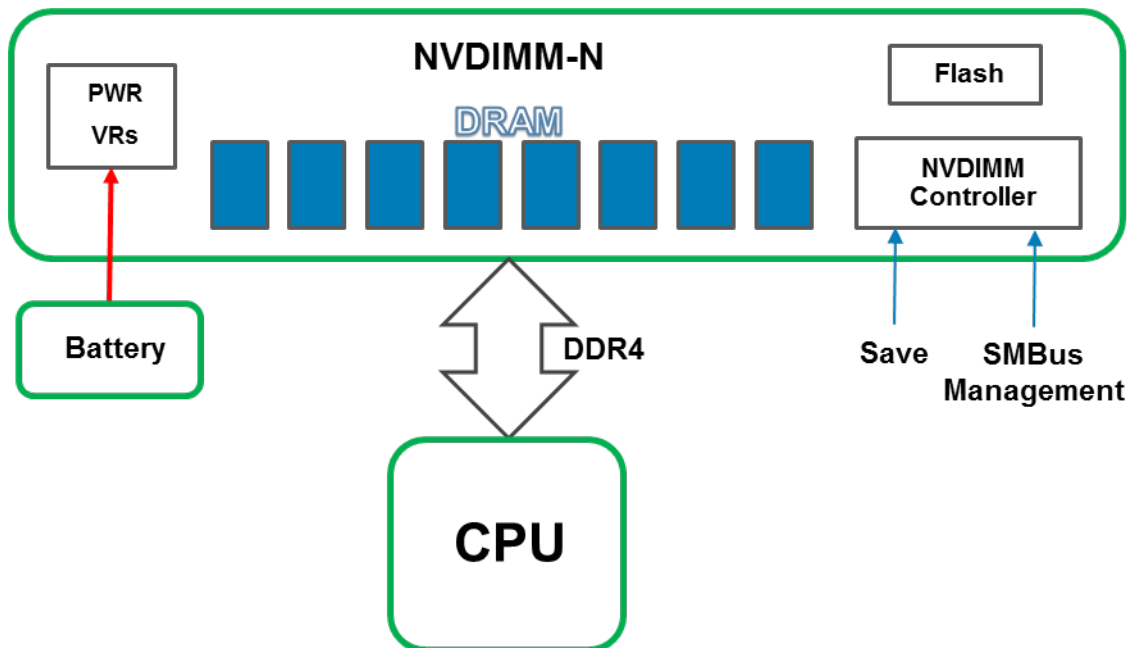 NVDIMM-N
PWR
VRs
DRAM
Flash
NVDIMM
Controller
Battery
DDR4
Save
SMBus
Management
CPU